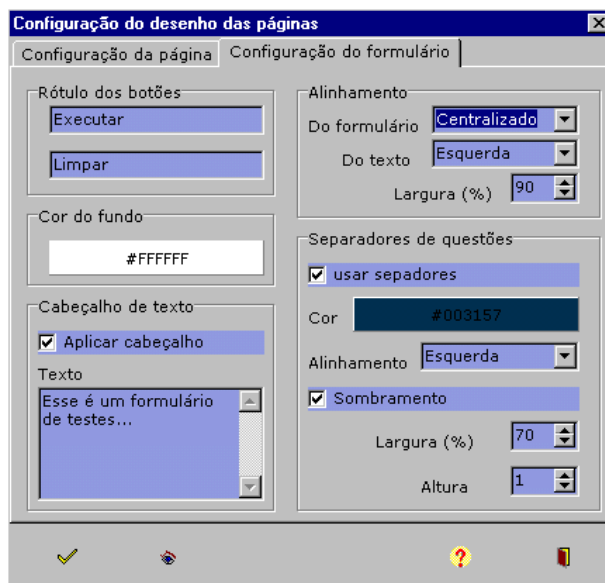 Configuração do desenho das páginas
Configuração da página
Configuração do formulário
Rótulo dos botões
Executar
Limpar
Cor do fundo
#FFFFFF
Cabeçalho de texto
Aplicar cabeçalho
Texto
Esse é um formulário
de testes...
Alinhamento
Do formulário Centralizado
Do texto Esquerda
Largura (%) 90
Separadores de questões
usar sepadores
Cor #003157
Alinhamento Esquerda
Sombramento
Largura (%) 70
Altura 1